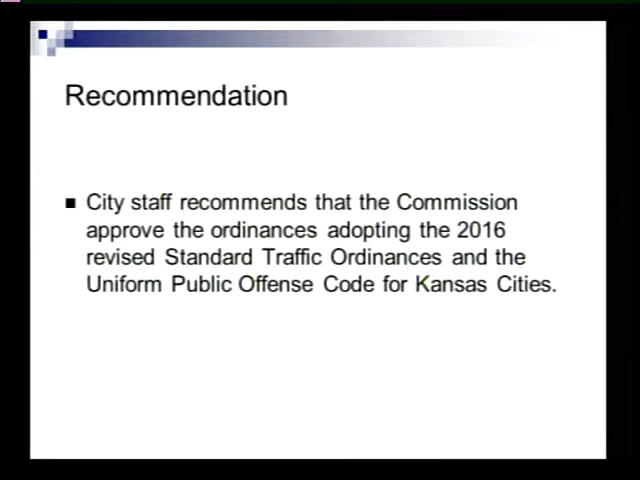 Recommendation
City staff recommends that the Commission
approve the ordinances adopting the 2016
revised Standard Traffic Ordinances and the
Uniform Public Offense Code for Kansas Cities.